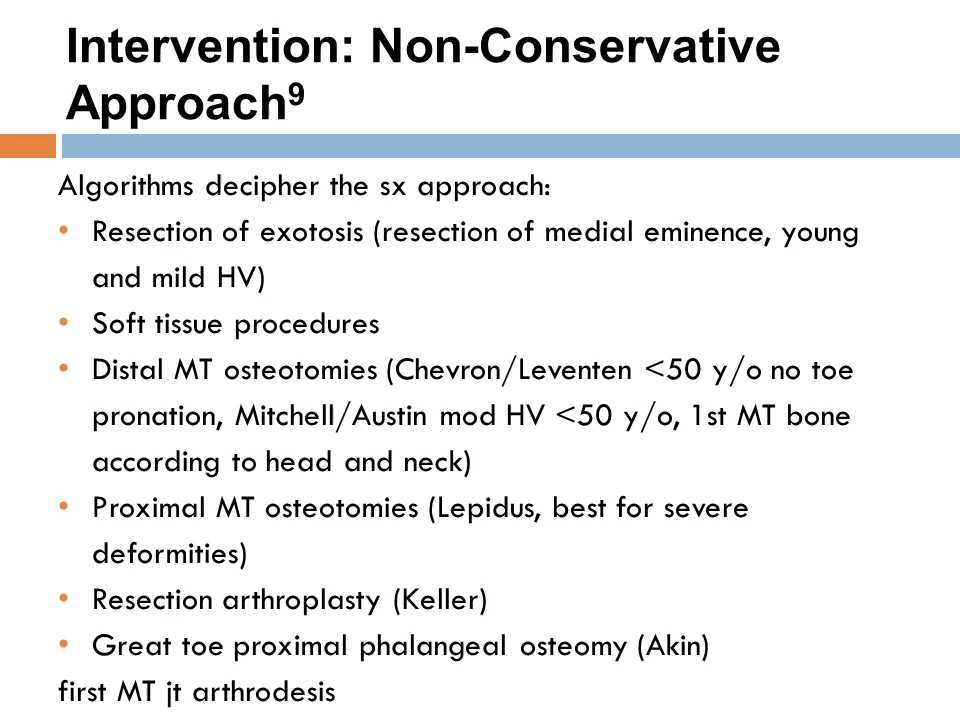 Intervention: Non-Conservative
Approach9
Algorithms decipher the sx approach:
• Resection of exotosis (resection of medial eminence, young
and mild HV)
• Soft tissue procedures
• Distal MT osteotomies (Chevron/Leventen <50 y/o no toe
pronation, Mitchell/Austin mod HV <50 y/o, 1st MT bone
according to head and neck)
• Proximal MT osteotomies (Lepidus, best for severe
deformities)
• Resection arthroplasty (Keller)
• Great toe proximal phalangeal osteomy (Akin)
first MT jt arthrodesis